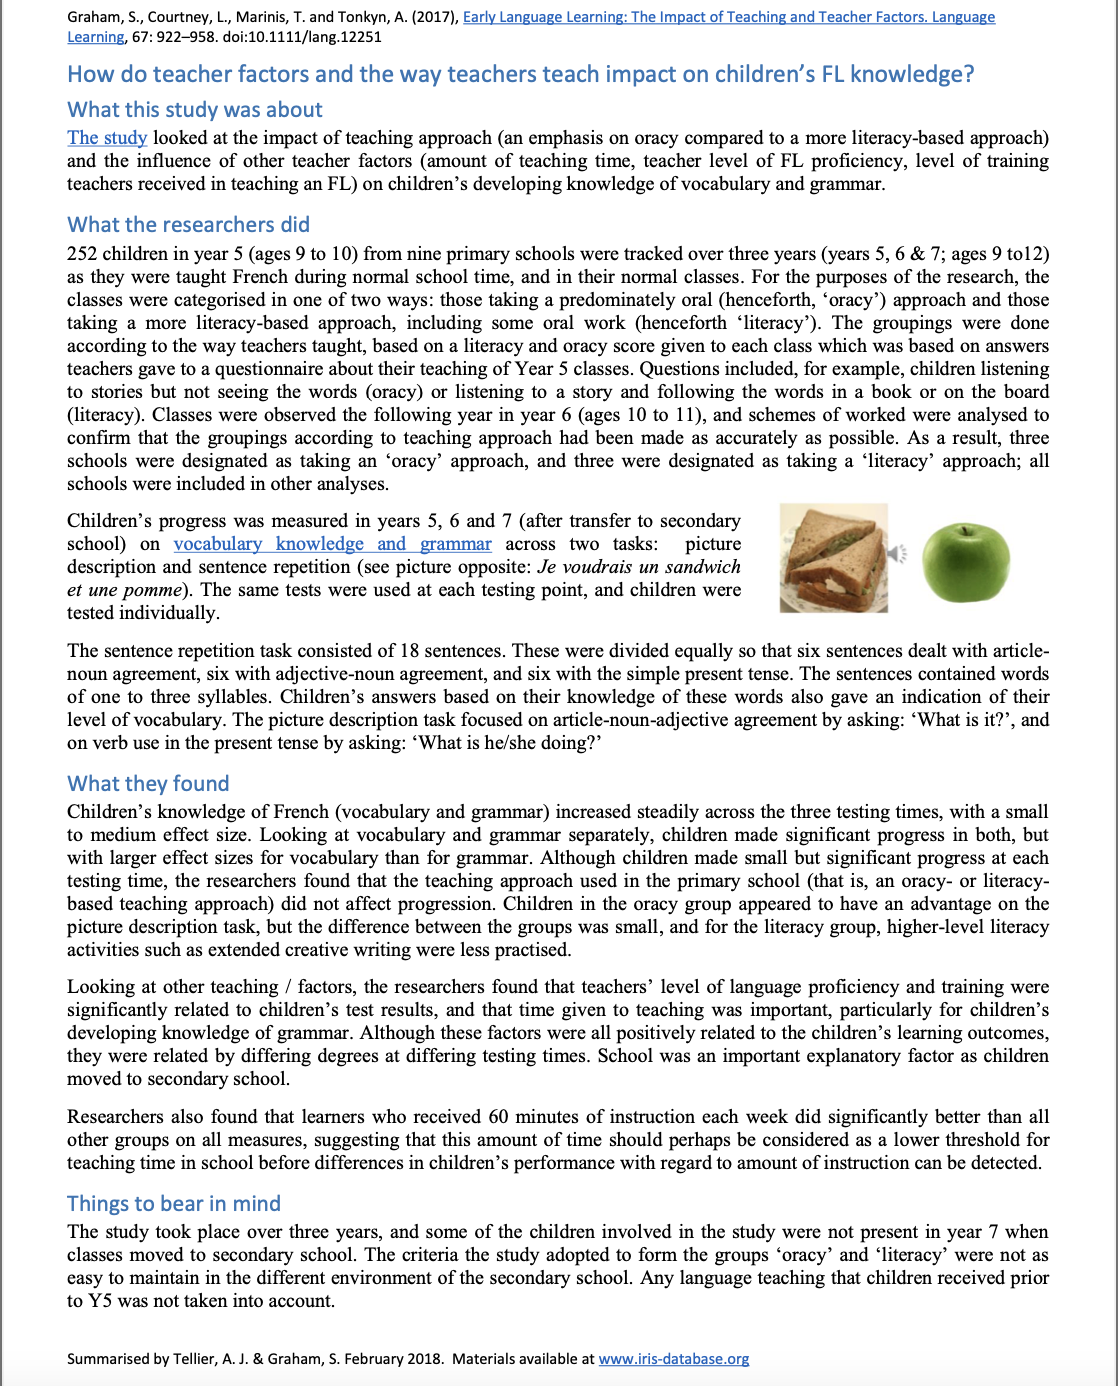 Graham, S., Courtney, L., Marinis, T. and Tonkyn, A. (2017), Early Language Learning: The Impact of Teaching and Teacher Factors. Language
Learning, 67: 922–958. doi:10.1111/lang.12251
How do teacher factors and the way teachers teach impact on children's FL knowledge?
What this study was about
The study looked at the impact of teaching approach (an emphasis on oracy compared to a more literacy-based approach)
and the influence of other teacher factors (amount of teaching time, teacher level of FL proficiency, level of training
teachers received in teaching an FL) on children's developing knowledge of vocabulary and grammar.
What the researchers did
252 children in year 5 (ages 9 to 10) from nine primary schools were tracked over three years (years 5, 6 & 7; ages 9 to12)
as they were taught French during normal school time, and in their normal classes. For the purposes of the research, the
classes were categorised in one of two ways: those taking a predominately oral (henceforth, 'oracy') approach and those
taking a more literacy-based approach, including some oral work (henceforth 'literacy'). The groupings were done
according to the way teachers taught, based on a literacy and oracy score given to each class which was based on answers
teachers gave to a questionnaire about their teaching of Year 5 classes. Questions included, for example, children listening
to stories but not seeing the words (oracy) or listening to a story and following the words in a book or on the board
(literacy). Classes were observed the following year in year 6 (ages 10 to 11), and schemes of worked were analysed to
confirm that the groupings according to teaching approach had been made as accurately as possible. As a result, three
schools were designated as taking an 'oracy' approach, and three were designated as taking a 'literacy' approach; all
schools were included in other analyses.
Children's progress was measured in years 5, 6 and 7 (after transfer to secondary
school) on vocabulary knowledge and grammar across two tasks: picture
description and sentence repetition (see picture opposite: Je voudrais un sandwich
et une pomme). The same tests were used at each testing point, and children were
tested individually.
The sentence repetition task consisted of 18 sentences. These were divided equally so that six sentences dealt with article-
noun agreement, six with adjective-noun agreement, and six with the simple present tense. The sentences contained words
of one to three syllables. Children's answers based on their knowledge of these words also gave an indication of their
level of vocabulary. The picture description task focused on article-noun-adjective agreement by asking: 'What is it?', and
on verb use in the present tense by asking: 'What is he/she doing?'
What they found
Children's knowledge of French (vocabulary and grammar) increased steadily across the three testing times, with a small
to medium effect size. Looking at vocabulary and grammar separately, children made significant progress in both, but
with larger effect sizes for vocabulary than for grammar. Although children made small but significant progress at each
testing time, the researchers found that the teaching approach used in the primary school (that is, an oracy- or literacy-
based teaching approach) did not affect progression. Children in the oracy group appeared to have an advantage on the
picture description task, but the difference between the groups was small, and for the literacy group, higher-level literacy
activities such as extended creative writing were less practised.
Looking at other teaching / factors, the researchers found that teachers' level of language proficiency and training were
significantly related to children's test results, and that time given to teaching was important, particularly for children's
developing knowledge of grammar. Although these factors were all positively related to the children's learning outcomes,
they were related by differing degrees at differing testing times. School was an important explanatory factor as children
moved to secondary school.
Researchers also found that learners who received 60 minutes of instruction each week did significantly better than all
other groups on all measures, suggesting that this amount of time should perhaps be considered as a lower threshold for
teaching time in school before differences in children's performance with regard to amount of instruction can be detected.
Things to bear in mind
The study took place over three years, and some of the children involved in the study were not present in year 7 when
classes moved to secondary school. The criteria the study adopted to form the groups 'oracy' and 'literacy' were not as
easy to maintain in the different environment of the secondary school. Any language teaching that children received prior
to Y5 was not taken into account.
Summarised by Tellier, A. J. & Graham, S. February 2018. Materials available at www.iris-database.org